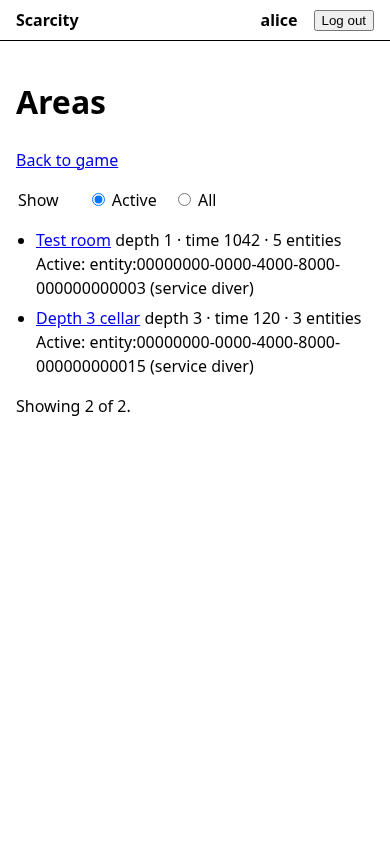 Scarcity alice Log out
Areas
Back to game
Show Active All
Test room depth 1 · time 1042 · 5 entities
Active: entity:00000000-0000-4000-8000-
000000000003 (service diver)
Depth 3 cellar depth 3 · time 120 · 3 entities
Active: entity:00000000-0000-4000-8000-
000000000015 (service diver)
Showing 2 of 2.